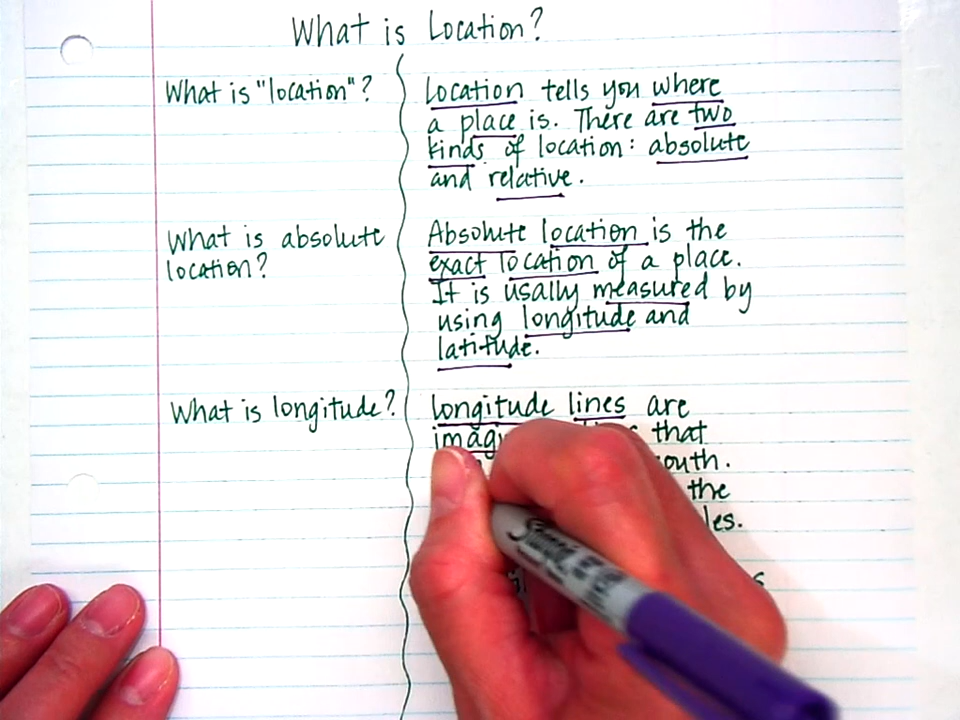 What is Location?
What is "location"?
Location tells you where
a place is. There are two
kinds of location: absolute
and relative.
What is absolute
location?
Absolute location is the
exact location of a place.
It is usally measured by
using longitude and
latitude.
What is longitude?
Longitude lines are
that
the
Sharpie